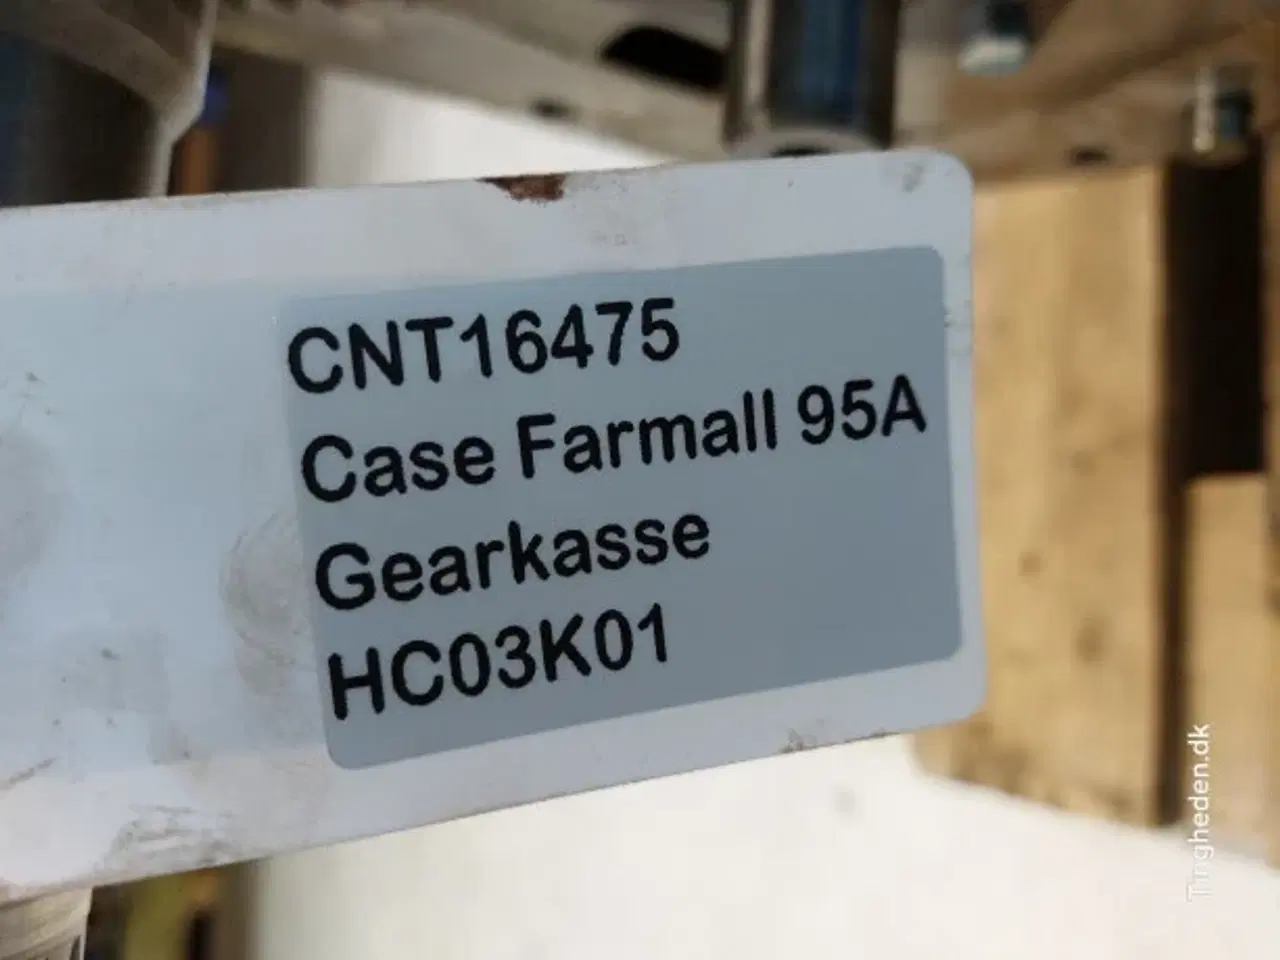 CNT16475
Case Farmall 95A
Gearkasse
HC03K01
Tingheden.dk